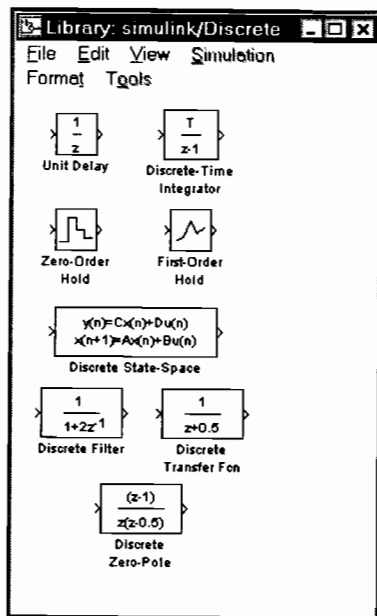 Library: simulink/Discrete
File Edit View Simulation
Format Tools
1
z
Unit Delay
T
z-1
Discrete-Time
Integrator
Zero-Order
Hold
First-Order
Hold
y(n)=Cx(n)+Du(n)
x(n+1)=Ax(n)+Bu(n)
Discrete State-Space
1
1+2z-1
Discrete Filter
1
z+0.5
Discrete
Transfer Fcn
(z-1)
z(z-0.5)
Discrete
Zero-Pole